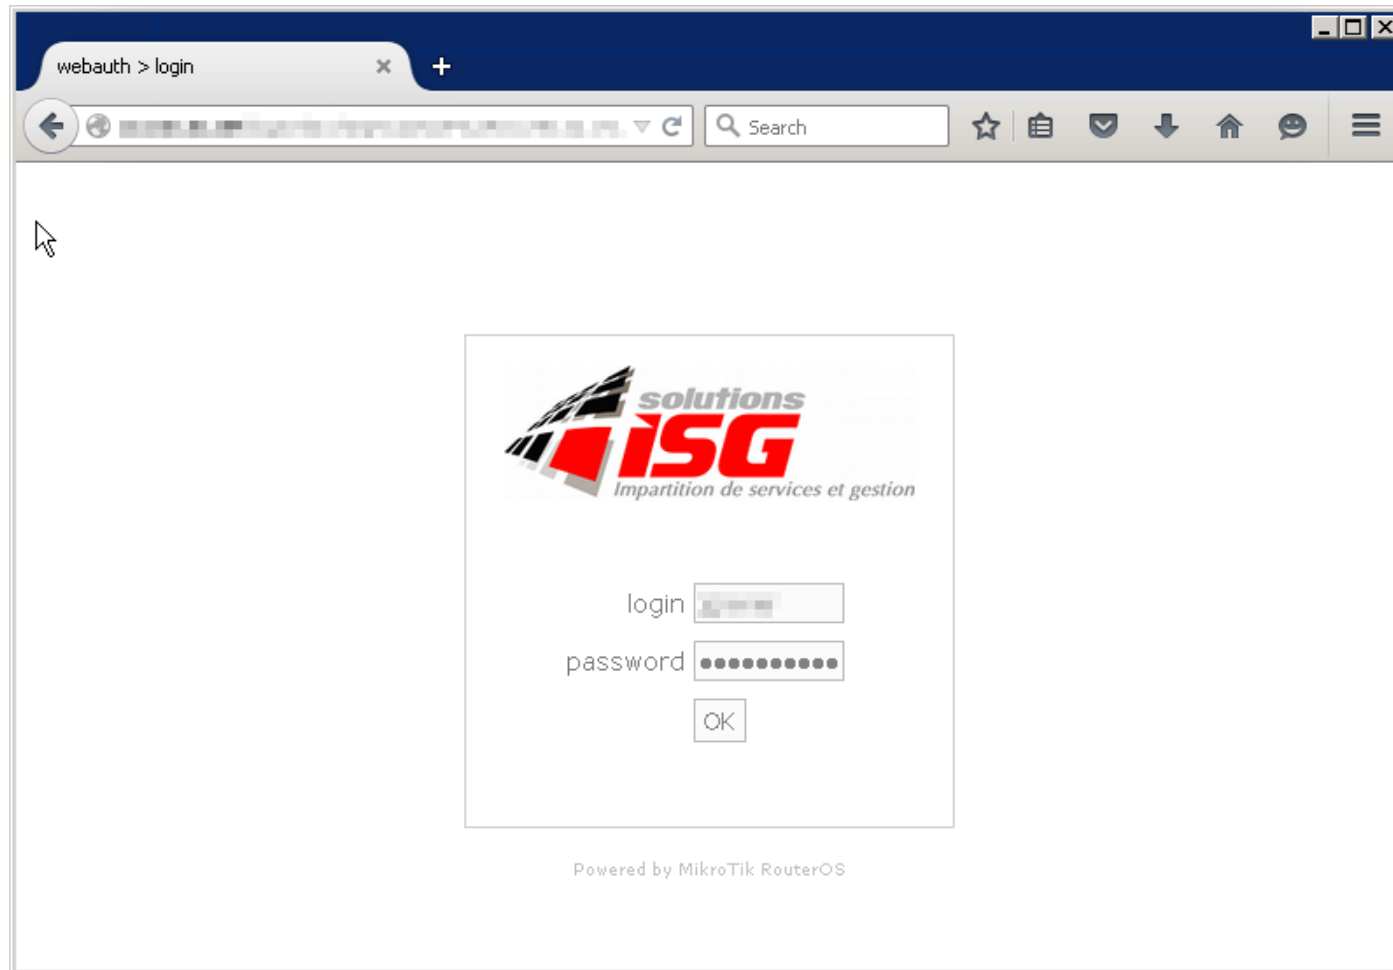 webauth > login
Search
solutions
iSG
Impartition de services et gestion
login
password
OK
Powered by MikroTik RouterOS